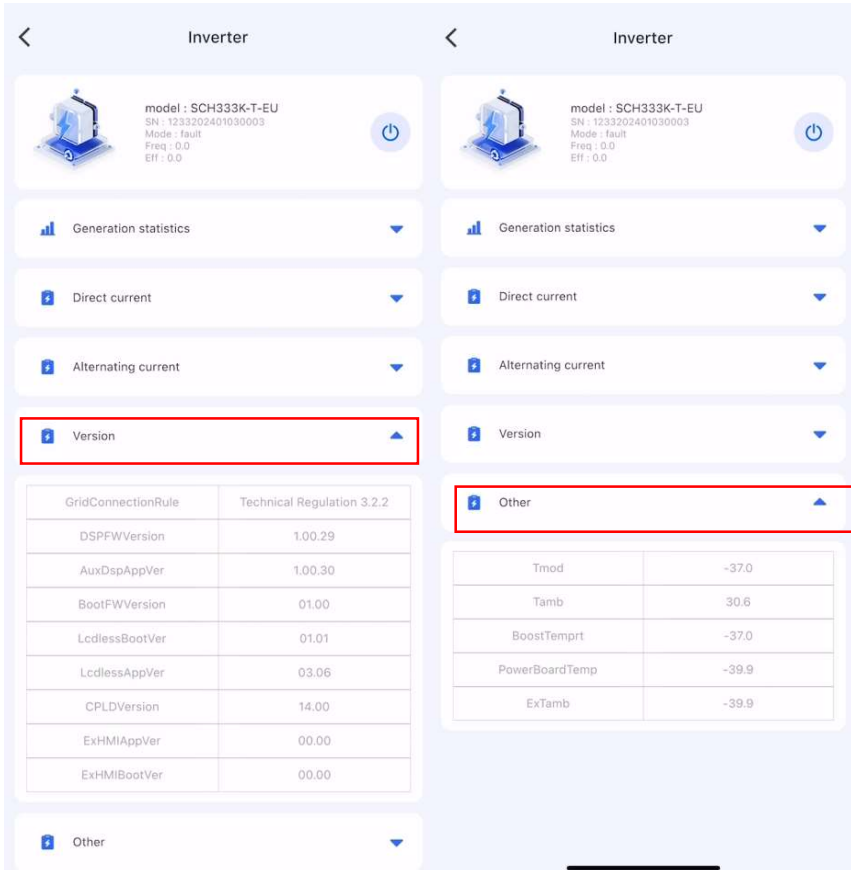 Inverter
model : SCH333K-T-EU
SN : 1233202401030003
Mode : fault
Freq : 0.0
Eff : 0.0
Generation statistics
Direct current
Alternating current
Version
GridConnectionRule Technical Regulation 3.2.2
DSPFWVersion 1.00.29
AuxDspAppVer 1.00.30
BootFWVersion 01.00
LcdlessBootVer 01.01
LcdlessAppVer 03.06
CPLDVersion 14.00
ExHMIAppVer 00.00
ExHMIBootVer 00.00
Other
Inverter
model : SCH333K-T-EU
SN : 1233202401030003
Mode : fault
Freq : 0.0
Eff : 0.0
Generation statistics
Direct current
Alternating current
Version
Other
Tmod -37.0
Tamb 30.6
BoostTemprt -37.0
PowerBoardTemp -39.9
ExTamb -39.9